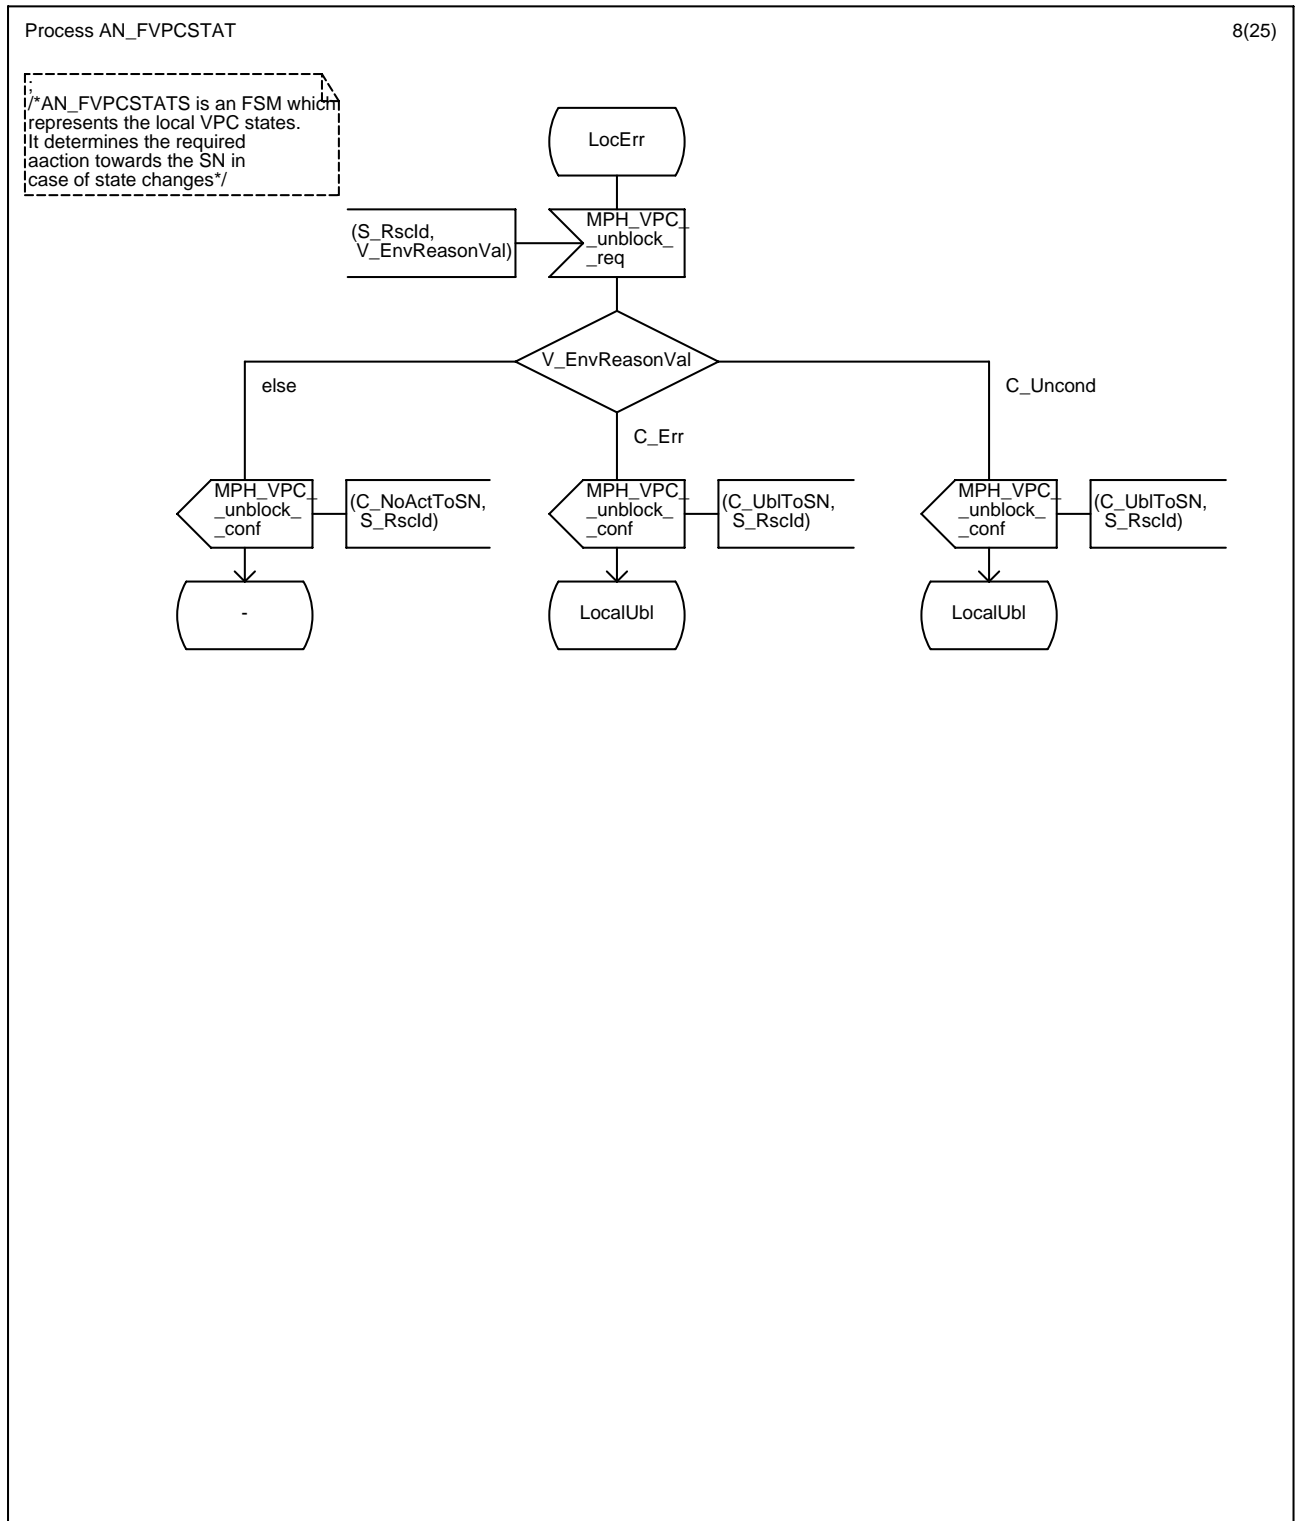 Process AN_FVPCSTAT
8(25)
;
/*AN_FVPCSTATS is an FSM which
represents the local VPC states.
It determines the required
aaction towards the SN in
case of state changes*/
LocErr
(S_RscId,
V_EnvReasonVal)
MPH_VPC_
_unblock_
_req
V_EnvReasonVal
else
C_Err
C_Uncond
MPH_VPC_
_unblock_
_conf
(C_NoActToSN,
S_RscId)
MPH_VPC_
_unblock_
_conf
(C_UblToSN,
S_RscId)
MPH_VPC_
_unblock_
_conf
(C_UblToSN,
S_RscId)
-
LocalUbl
LocalUbl